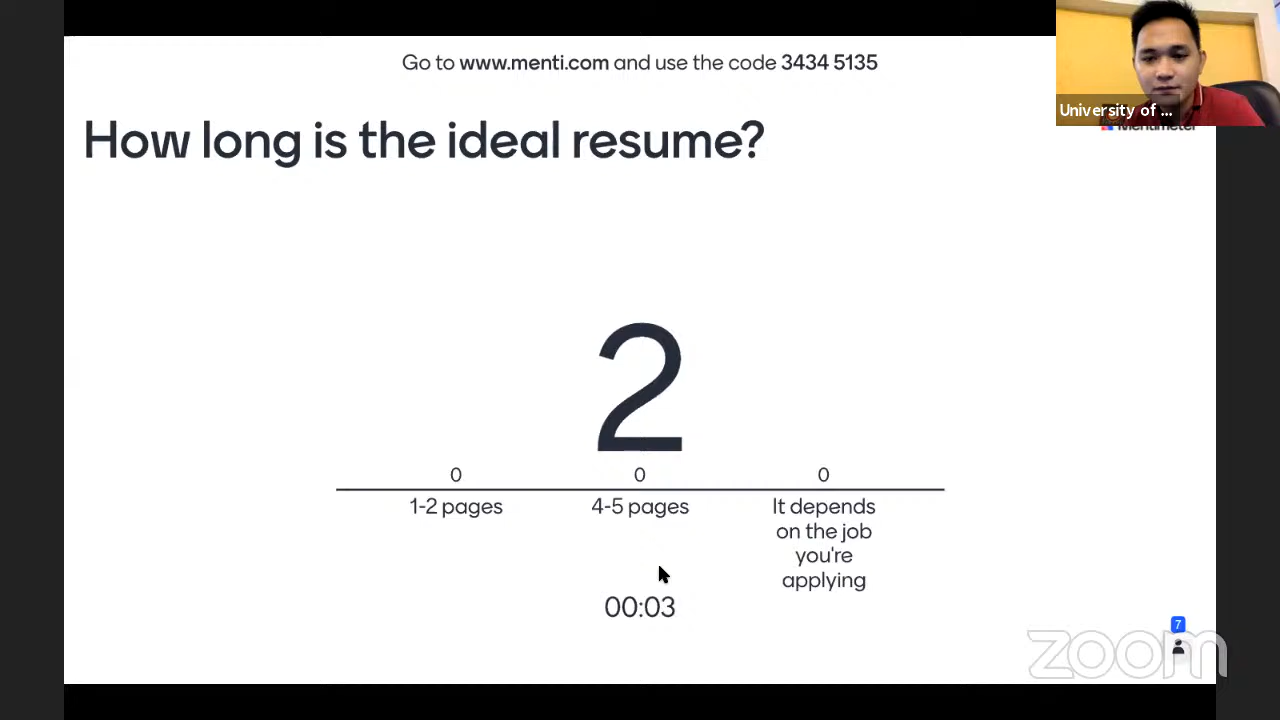 Go to www.menti.com and use the code 3434 5135
University of ...
Mentimeter
How long is the ideal resume?
2
0
0
0
1-2 pages
4-5 pages
It depends
on the job
you're
applying
00:03
7
zoom